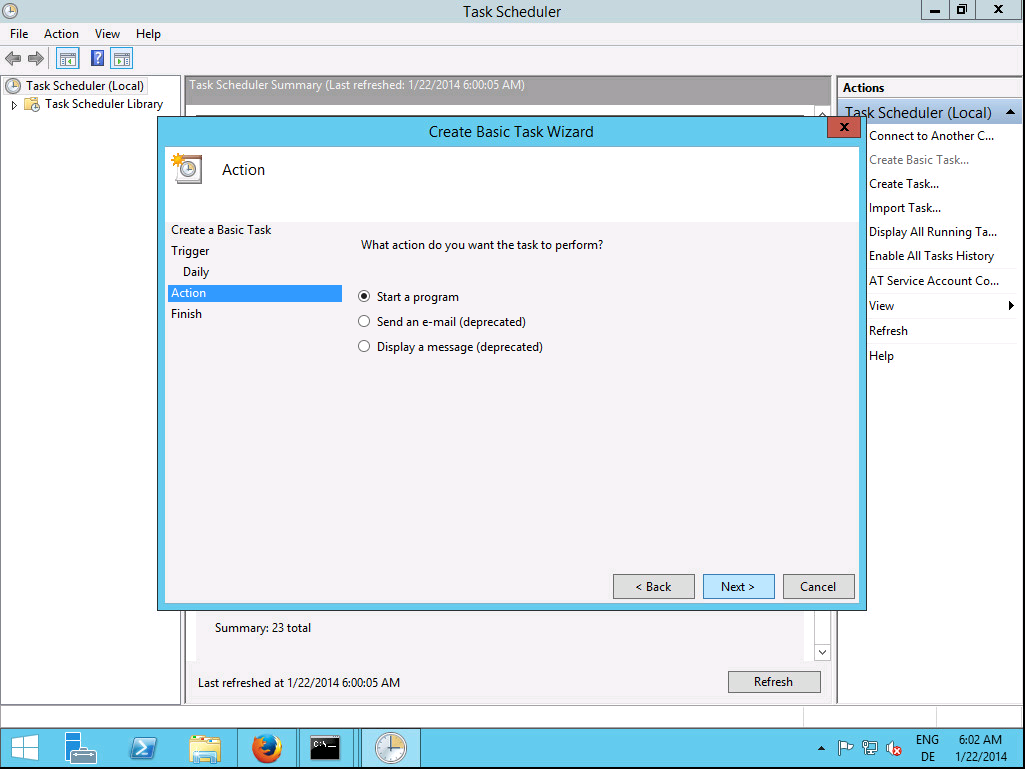 Task Scheduler
File Action View Help
Task Scheduler (Local)
Task Scheduler Library
Task Scheduler Summary (Last refreshed: 1/22/2014 6:00:05 AM)
Actions
Task Scheduler (Local)
Connect to Another C...
Create Basic Task...
Create Task...
Import Task...
Display All Running Ta...
Enable All Tasks History
AT Service Account Co...
View
Refresh
Help
Create Basic Task Wizard
Action
Create a Basic Task
Trigger
Daily
Action
Finish
What action do you want the task to perform?
Start a program
Send an e-mail (deprecated)
Display a message (deprecated)
< Back Next > Cancel
Summary: 23 total
Last refreshed at 1/22/2014 6:00:05 AM
Refresh
ENG
DE
6:02 AM
1/22/2014